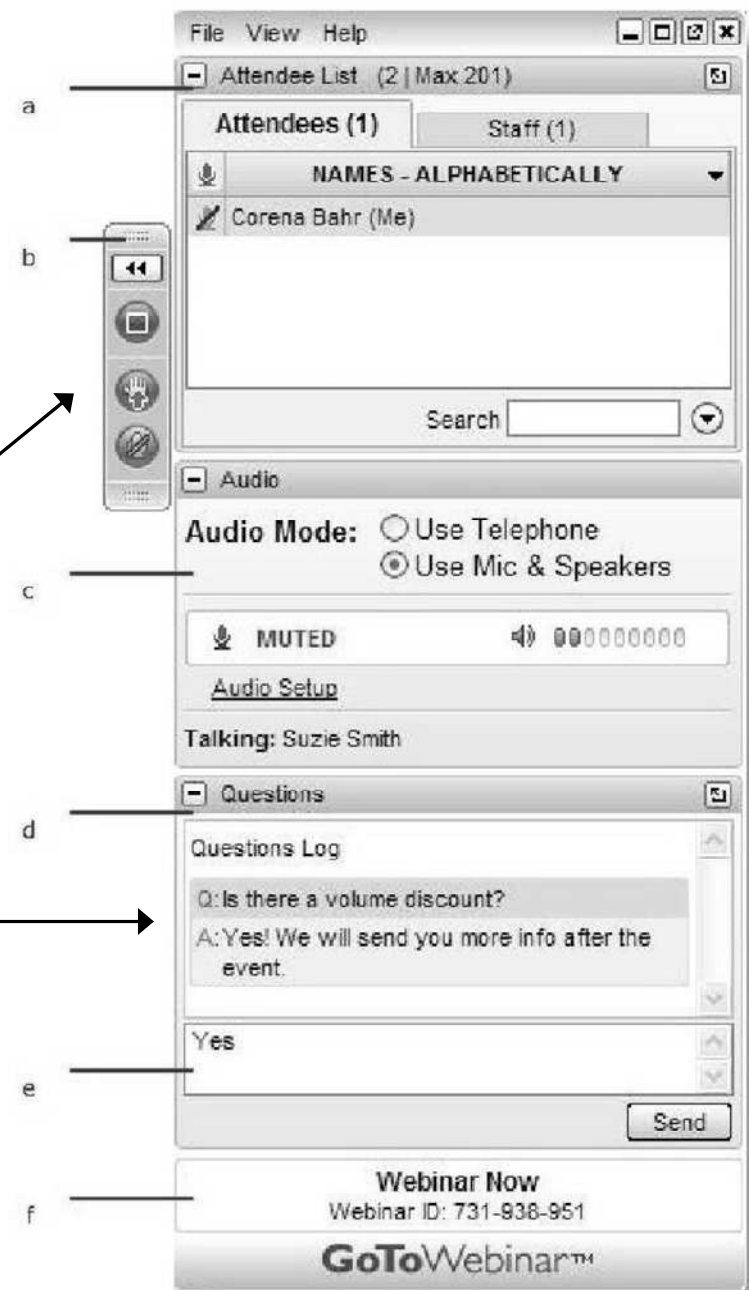 File View Help
Attendee List (2 | Max 201)
a
Attendees (1) Staff (1)
NAMES - ALPHABETICALLY
Corena Bahr (Me)
b
Search
Audio
Audio Mode: Use Telephone
Use Mic & Speakers
c
MUTED
Audio Setup
Talking: Suzie Smith
Questions
d
Questions Log
Q: Is there a volume discount?
A: Yes! We will send you more info after the
event.
Yes
e
Send
Webinar Now
f
Webinar ID: 731-938-951
GoToWebinar™